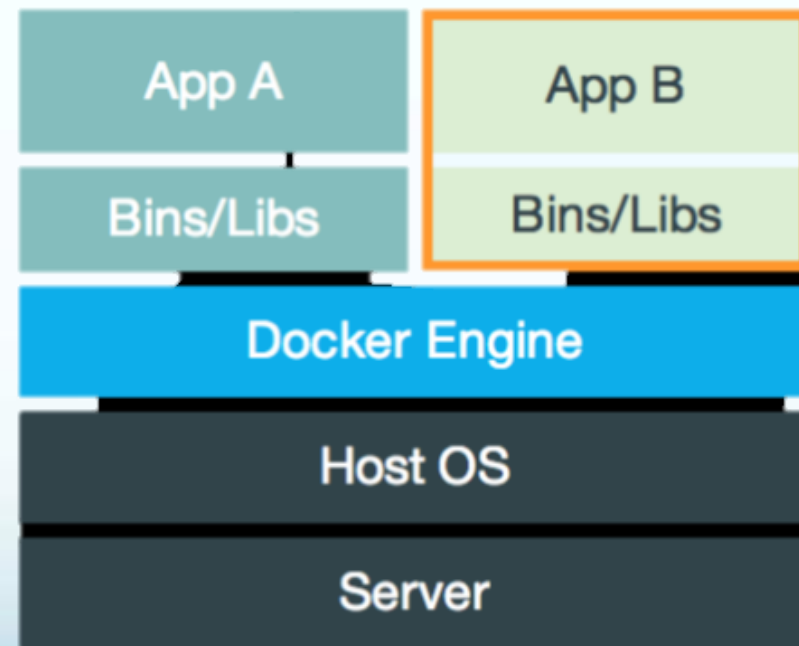 App A
App B
Bins/Libs
Bins/Libs
Docker Engine
Host OS
Server